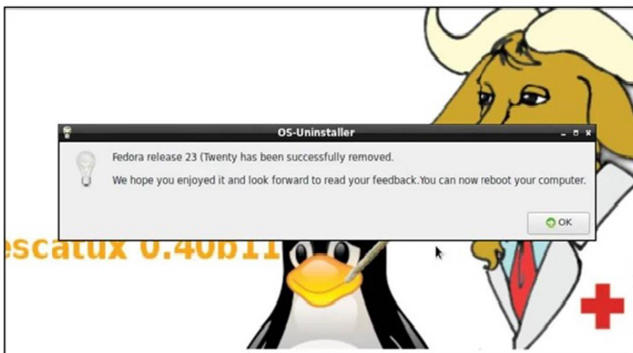 OS-Uninstaller
Fedora release 23 (Twenty has been successfully removed.
We hope you enjoyed it and look forward to read your feedback.You can now reboot your computer.
OK
escatux 0.40b11